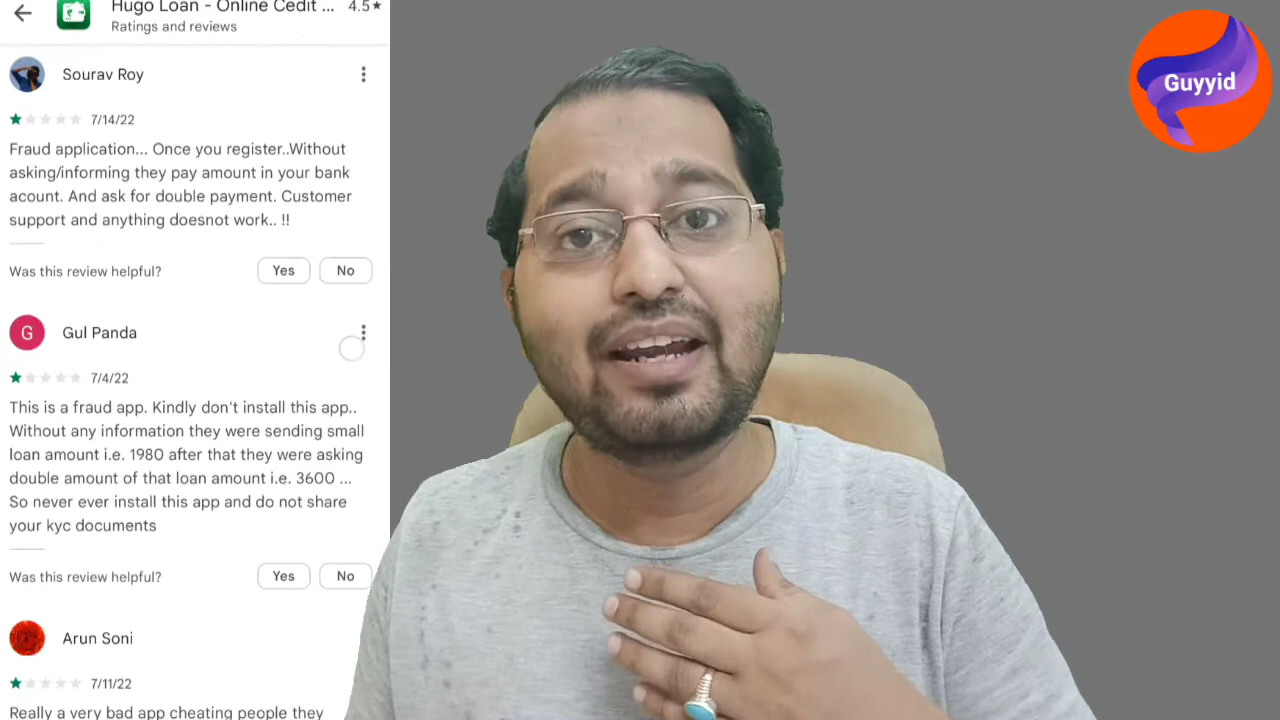 Hugo Loan - Online Cedit ... 4.5★
Ratings and reviews
Sourav Roy
7/14/22
Fraud application... Once you register..Without
asking/informing they pay amount in your bank
acount. And ask for double payment. Customer
support and anything doesnot work.. !!
Was this review helpful? Yes No
G Gul Panda
7/4/22
This is a fraud app. Kindly don't install this app..
Without any information they were sending small
loan amount i.e. 1980 after that they were asking
double amount of that loan amount i.e. 3600 ...
So never ever install this app and do not share
your kyc documents
Was this review helpful? Yes No
Arun Soni
7/11/22
Really a very bad app cheating people they
Guyyid